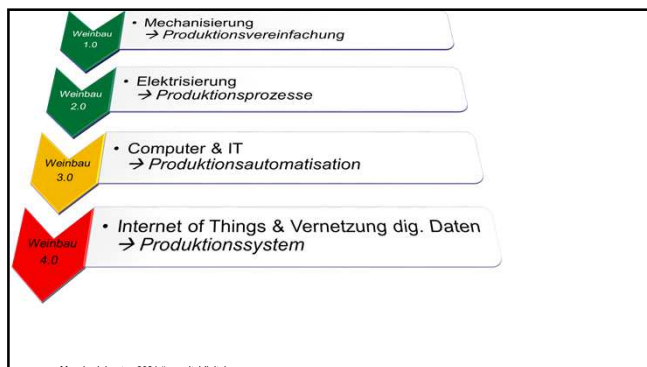 Weinbau
1.0
• Mechanisierung
→ Produktionsvereinfachung
Weinbau
2.0
• Elektrisierung
→ Produktionsprozesse
Weinbau
3.0
• Computer & IT
→ Produktionsautomatisation
Weinbau
4.0
• Internet of Things & Vernetzung dig. Daten
→ Produktionssystem